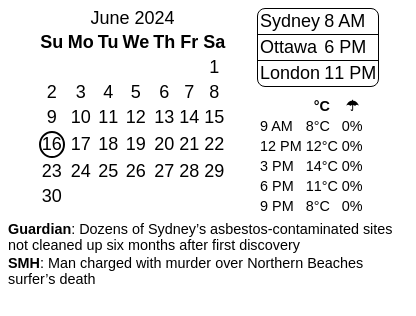 June 2024
Su Mo Tu We Th Fr Sa
1
2 3 4 5 6 7 8
9 10 11 12 13 14 15
16 17 18 19 20 21 22
23 24 25 26 27 28 29
30
Sydney 8 AM
Ottawa 6 PM
London 11 PM
°C ☂
9 AM 8°C 0%
12 PM 12°C 0%
3 PM 14°C 0%
6 PM 11°C 0%
9 PM 8°C 0%
Guardian: Dozens of Sydney’s asbestos-contaminated sites
not cleaned up six months after first discovery
SMH: Man charged with murder over Northern Beaches
surfer’s death